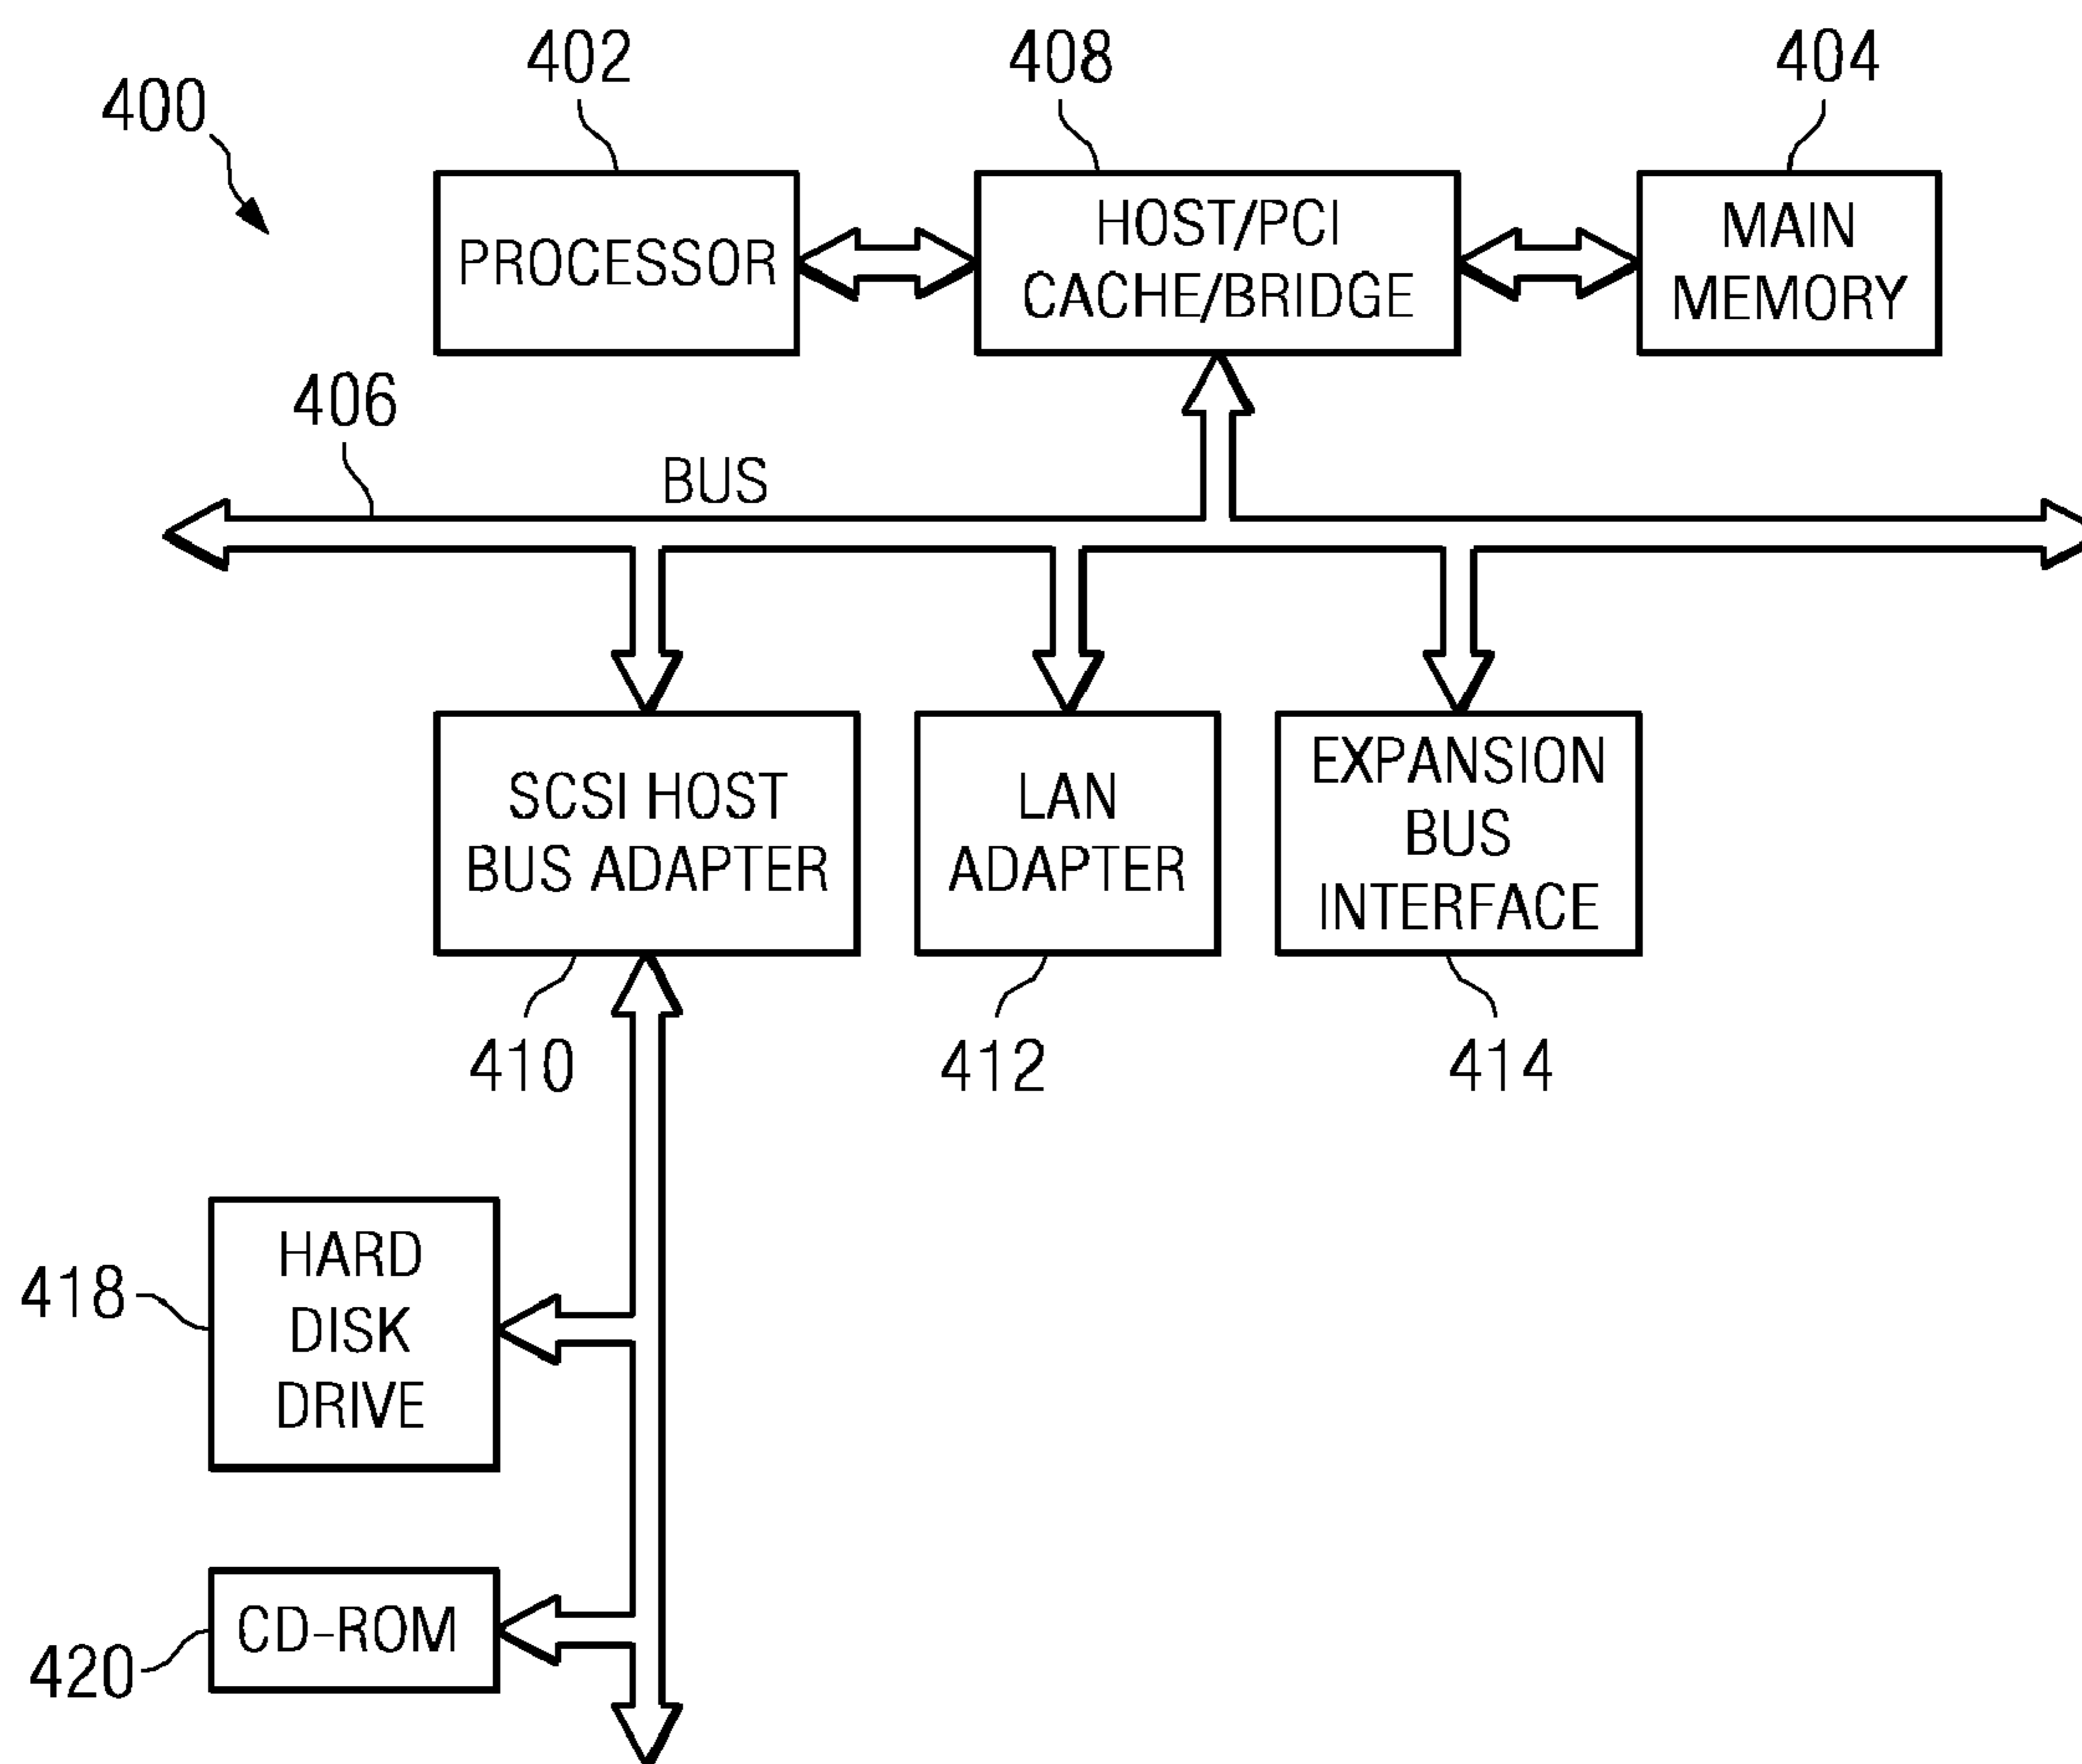 400
402
408
404
PROCESSOR
HOST/PCI
CACHE/BRIDGE
MAIN
MEMORY
406
BUS
SCSI HOST
BUS ADAPTER
LAN
ADAPTER
EXPANSION
BUS
INTERFACE
410
412
414
418
HARD
DISK
DRIVE
420
CD-ROM